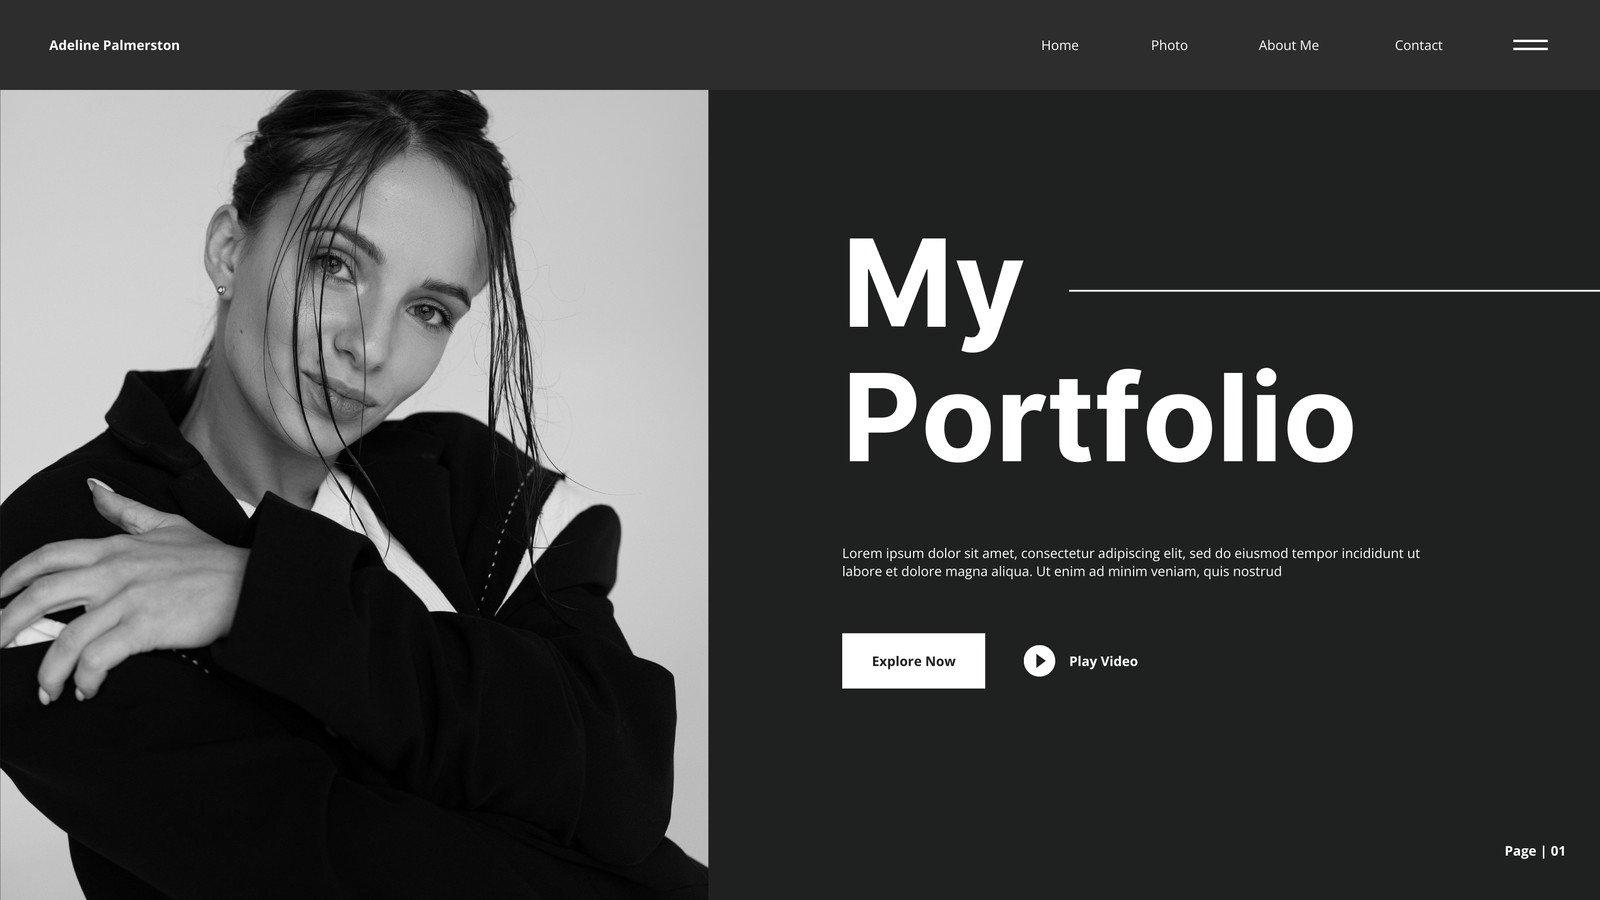 Adeline Palmerston
Home
Photo
About Me
Contact
My
Portfolio
Lorem ipsum dolor sit amet, consectetur adipiscing elit, sed do eiusmod tempor incididunt ut
labore et dolore magna aliqua. Ut enim ad minim veniam, quis nostrud
Explore Now
Play Video
Page | 01